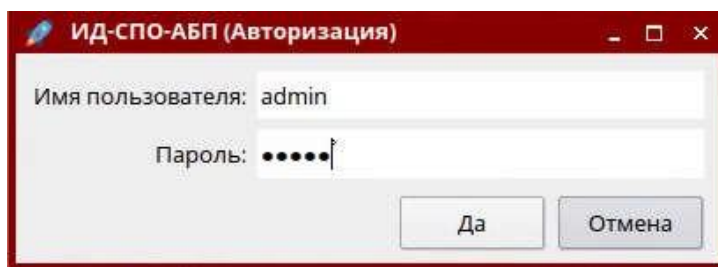 ИД-СПО-АБП (Авторизация)
Имя пользователя: admin
Пароль: •••••
Да Отмена